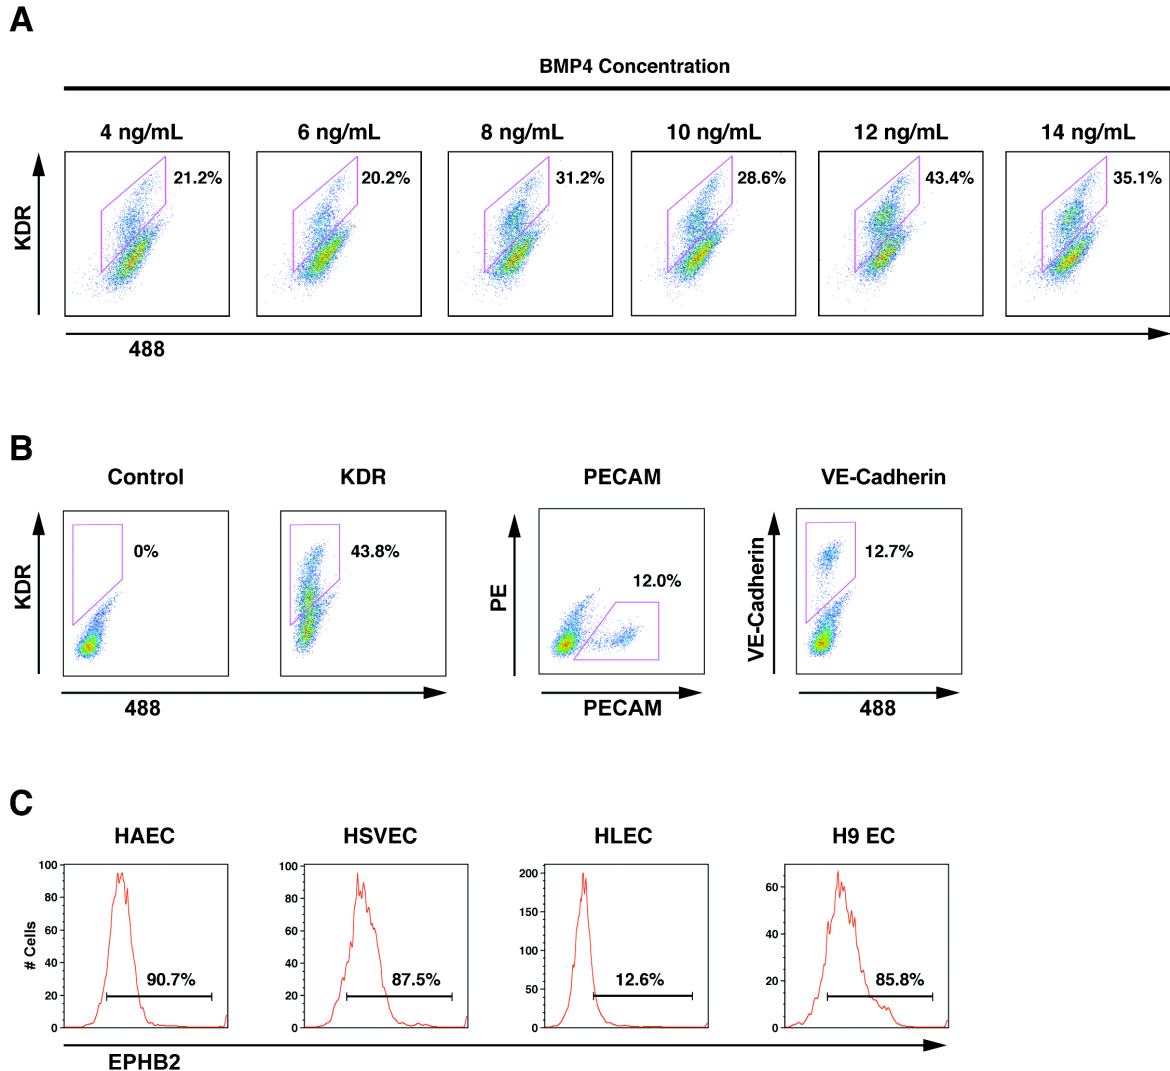 A
BMP4 Concentration
4 ng/mL 6 ng/mL 8 ng/mL 10 ng/mL 12 ng/mL 14 ng/mL
KDR
21.2% 20.2% 31.2% 28.6% 43.4% 35.1%
488
B
Control KDR PECAM VE-Cadherin
KDR
0%
43.8%
PE
12.0%
VE-Cadherin
12.7%
488 PECAM 488
C
HAEC HSVEC HLEC H9 EC
# Cells
100
80
60
40
20
0
90.7%
100
80
60
40
20
0
87.5%
200
150
100
50
0
12.6%
60
40
20
0
85.8%
EPHB2